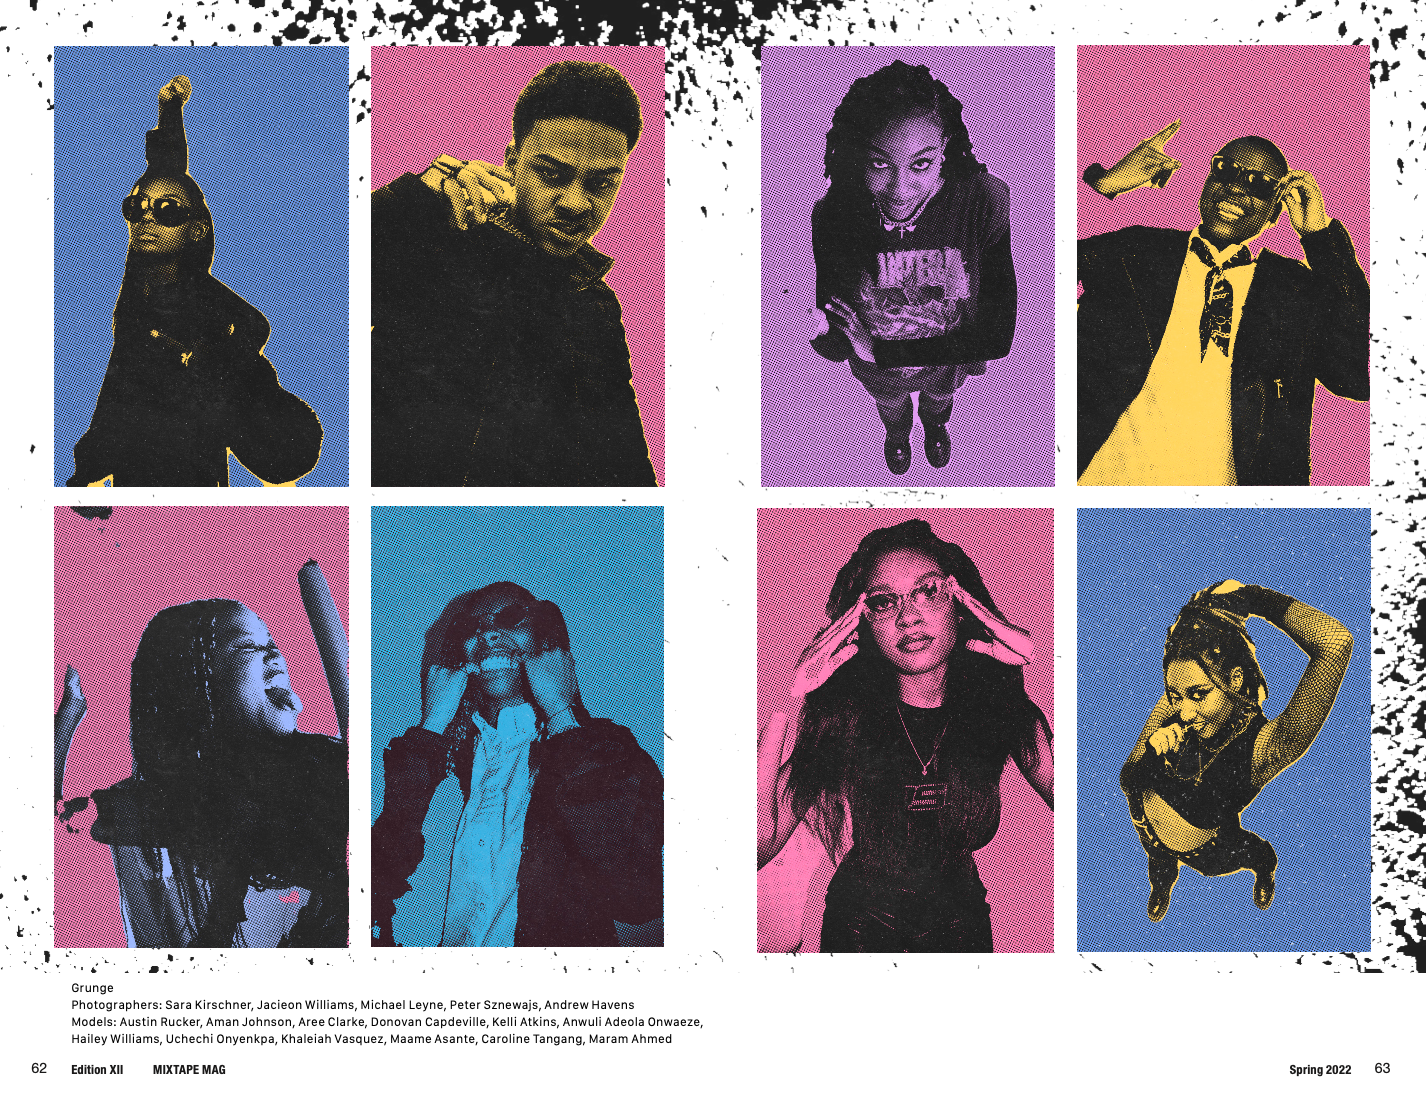 Grunge
Photographers: Sara Kirschner, Jacieon Williams, Michael Leyne, Peter Sznewajs, Andrew Havens
Models: Austin Rucker, Aman Johnson, Aree Clarke, Donovan Capdeville, Kelli Atkins, Anwuli Adeola Onwaeze,
Hailey Williams, Uchechi Onyenkpa, Khaleiah Vasquez, Maame Asante, Caroline Tangang, Maram Ahmed
62 Edition XII MIXTAPE MAG
Spring 2022 63